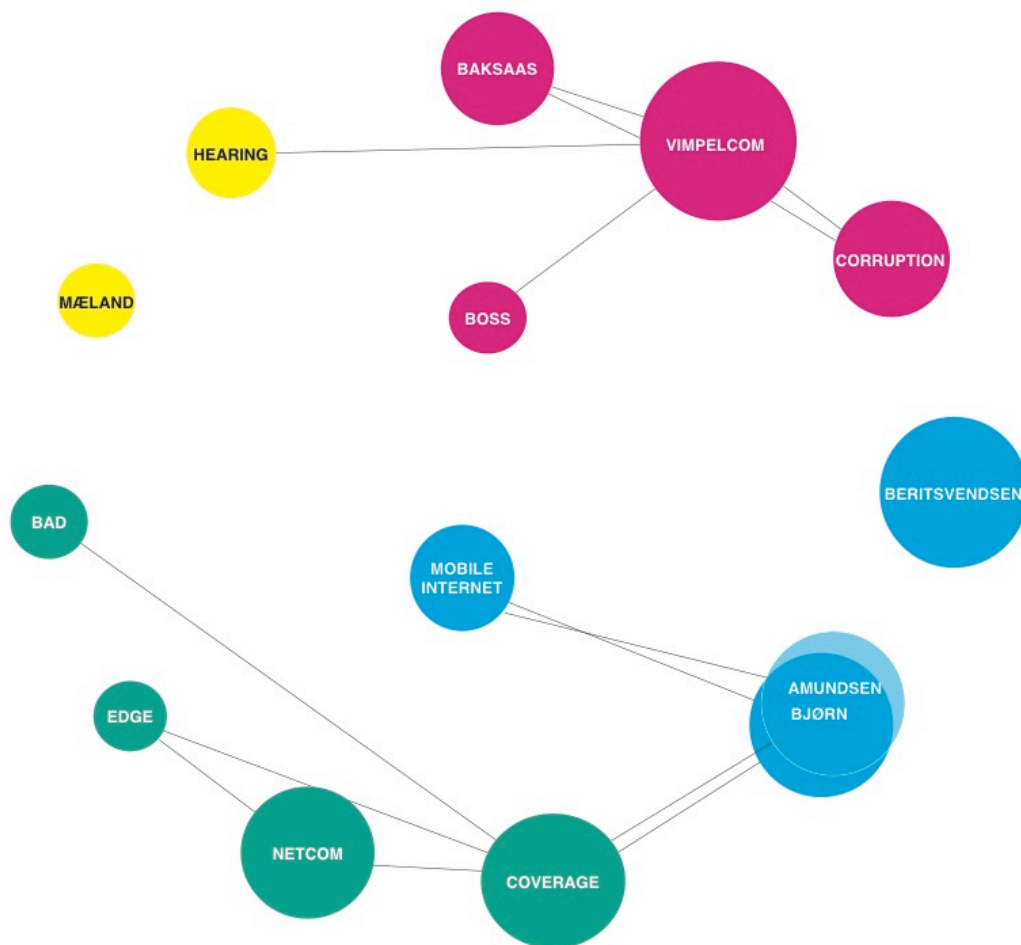 BAKSAAS
VIMPELCOM
HEARING
CORRUPTION
MÆLAND
BOSS
BERITSVENDSEN
BAD
MOBILE
INTERNET
AMUNDSEN
BJØRN
EDGE
NETCOM
COVERAGE